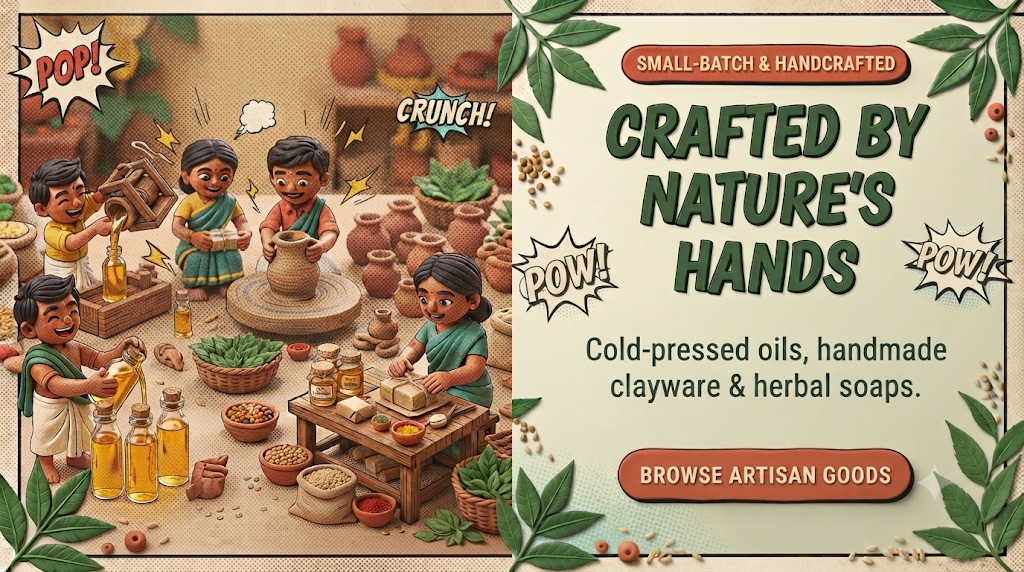 POP!
CRUNCH!
SMALL-BATCH & HANDCRAFTED
CRAFTED BY
NATURE'S
HANDS
POW!
POW!
Cold-pressed oils, handmade
clayware & herbal soaps.
BROWSE ARTISAN GOODS